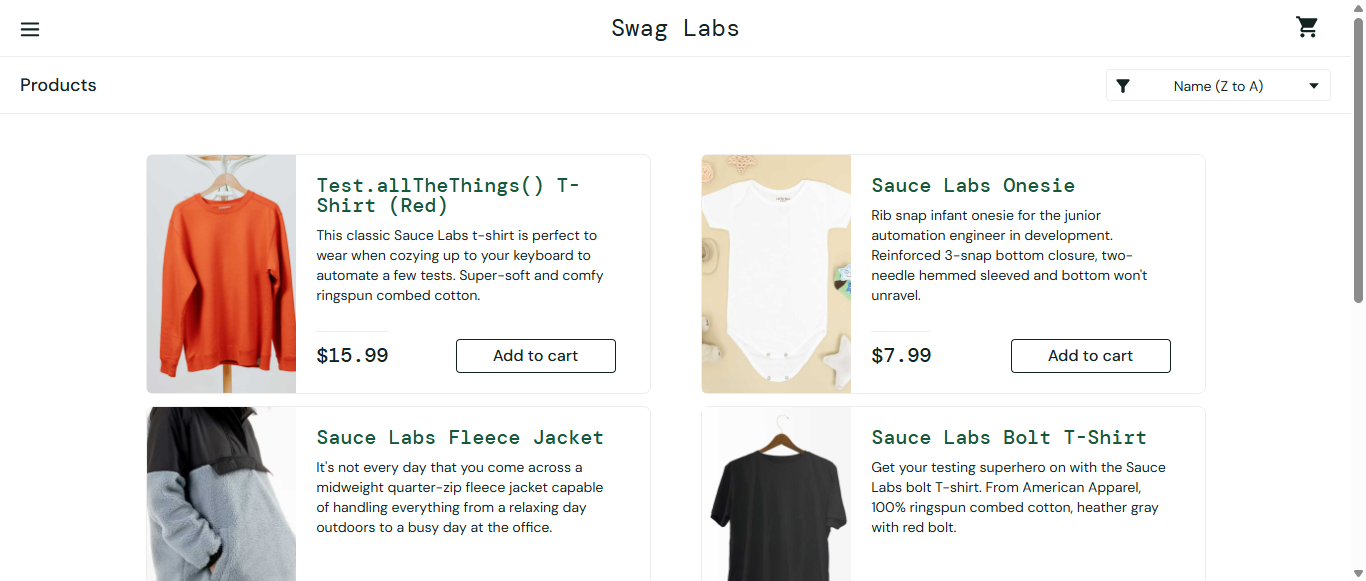 Swag Labs
Products
Name (Z to A)
Test.allTheThings() T-
Shirt (Red)
This classic Sauce Labs t-shirt is perfect to
wear when cozying up to your keyboard to
automate a few tests. Super-soft and comfy
ringspun combed cotton.
$15.99
Add to cart
Sauce Labs Onesie
Rib snap infant onesie for the junior
automation engineer in development.
Reinforced 3-snap bottom closure, two-
needle hemmed sleeved and bottom won't
unravel.
$7.99
Add to cart
Sauce Labs Fleece Jacket
It's not every day that you come across a
midweight quarter-zip fleece jacket capable
of handling everything from a relaxing day
outdoors to a busy day at the office.
Sauce Labs Bolt T-Shirt
Get your testing superhero on with the Sauce
Labs bolt T-shirt. From American Apparel,
100% ringspun combed cotton, heather gray
with red bolt.